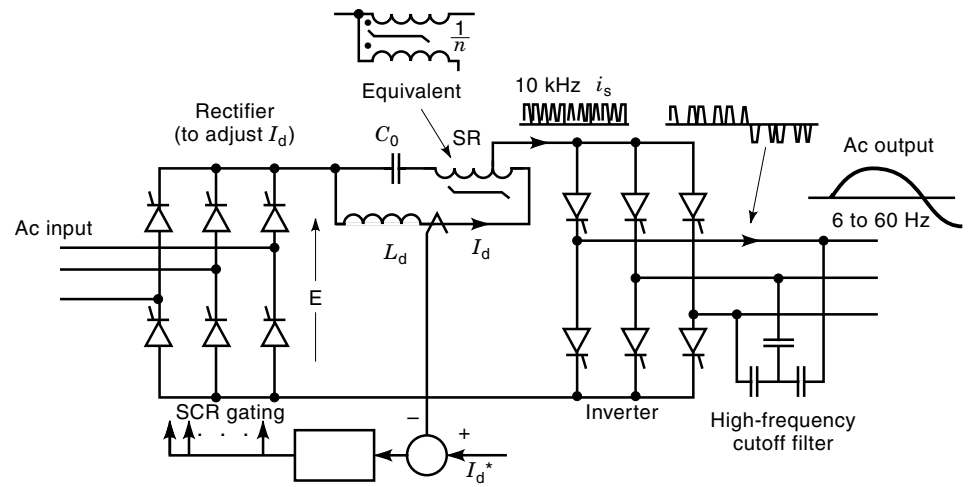 1
n
Equivalent
10 kHz i_s
Rectifier
(to adjust I_d)
C_0
SR
Ac output
Ac input
6 to 60 Hz
L_d
I_d
E
SCR gating
. . .
−
+
I_d*
Inverter
High-frequency
cutoff filter